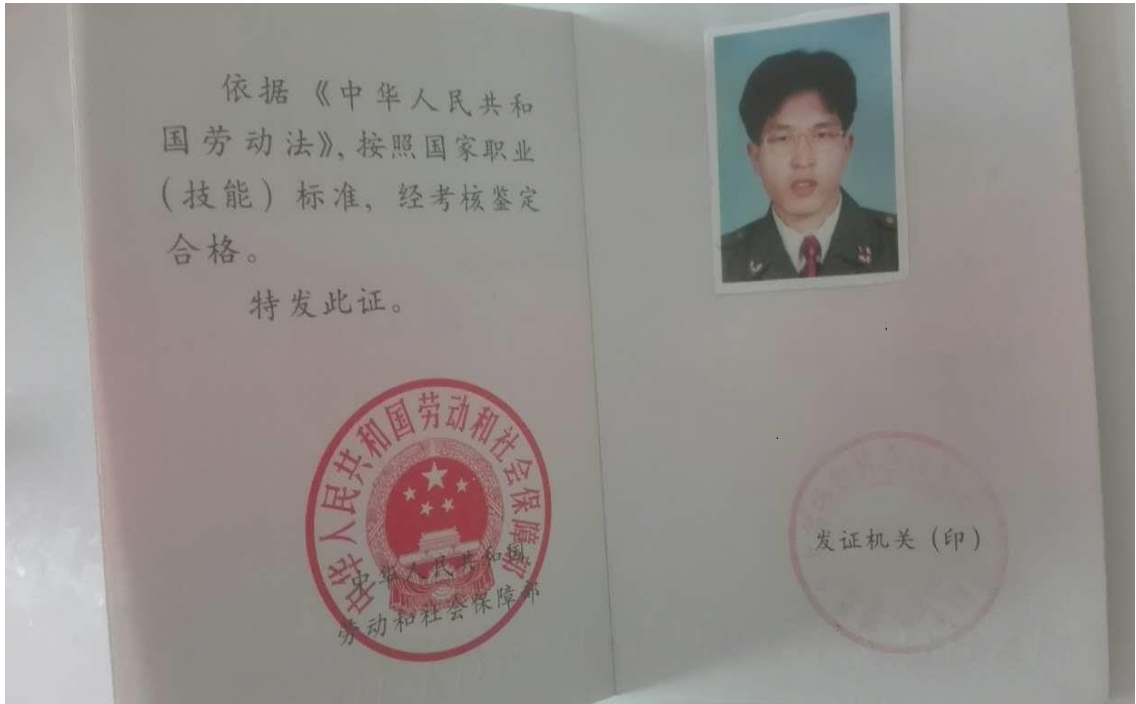 依据《中华人民共和
国劳动法》，按照国家职业
（技能）标准，经考核鉴定
合格。
特发此证。
中华人民共和国劳动和社会保障部
中华人民共和国
劳动和社会保障部
发证机关（印）